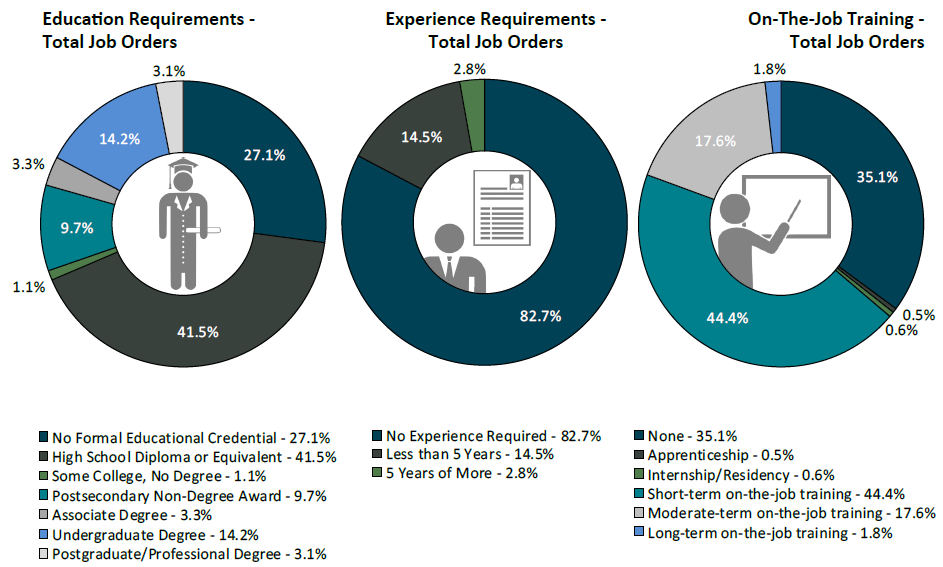 Education Requirements -
Total Job Orders
3.1%
14.2%
27.1%
3.3%
9.7%
1.1%
41.5%
No Formal Educational Credential - 27.1%
High School Diploma or Equivalent - 41.5%
Some College, No Degree - 1.1%
Postsecondary Non-Degree Award - 9.7%
Associate Degree - 3.3%
Undergraduate Degree - 14.2%
Postgraduate/Professional Degree - 3.1%
Experience Requirements -
Total Job Orders
2.8%
14.5%
82.7%
No Experience Required - 82.7%
Less than 5 Years - 14.5%
5 Years of More - 2.8%
On-The-Job Training -
Total Job Orders
1.8%
17.6%
35.1%
44.4%
0.5%
0.6%
None - 35.1%
Apprenticeship - 0.5%
Internship/Residency - 0.6%
Short-term on-the-job training - 44.4%
Moderate-term on-the-job training - 17.6%
Long-term on-the-job training - 1.8%